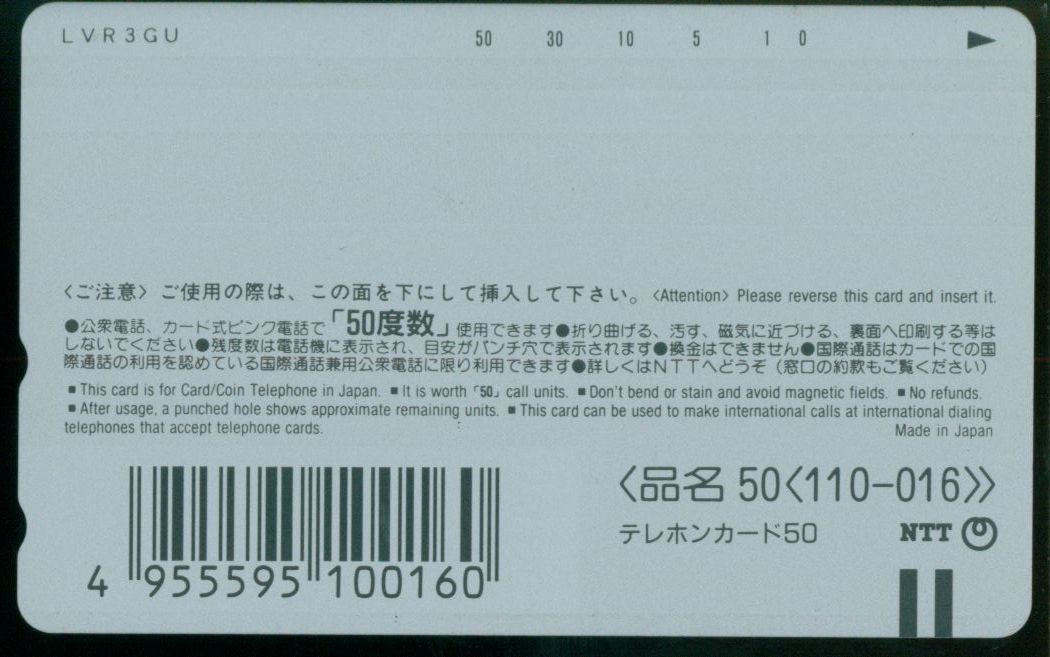 LVR3GU 50 30 10 5 1 0
〈ご注意〉ご使用の際は、この面を下にして挿入して下さい。〈Attention〉Please reverse this card and insert it.
●公衆電話、カード式ピンク電話で「50度数」使用できます●折り曲げる、汚す、磁気に近づける、裏面へ印刷する等は
しないでください●残度数は電話機に表示され、目安がパンチ穴で表示されます●換金はできません●国際通話はカードでの国
際通話の利用を認めている国際通話兼用公衆電話に限り利用できます●詳しくはNTTへどうぞ（窓口の約款もご覧ください）
■This card is for Card/Coin Telephone in Japan. ■It is worth「50」call units. ■Don't bend or stain and avoid magnetic fields. ■No refunds.
■After usage, a punched hole shows approximate remaining units. ■This card can be used to make international calls at international dialing
telephones that accept telephone cards. Made in Japan
〈品名 50〈110-016〉〉
テレホンカード50 NTT
4 955595 100160